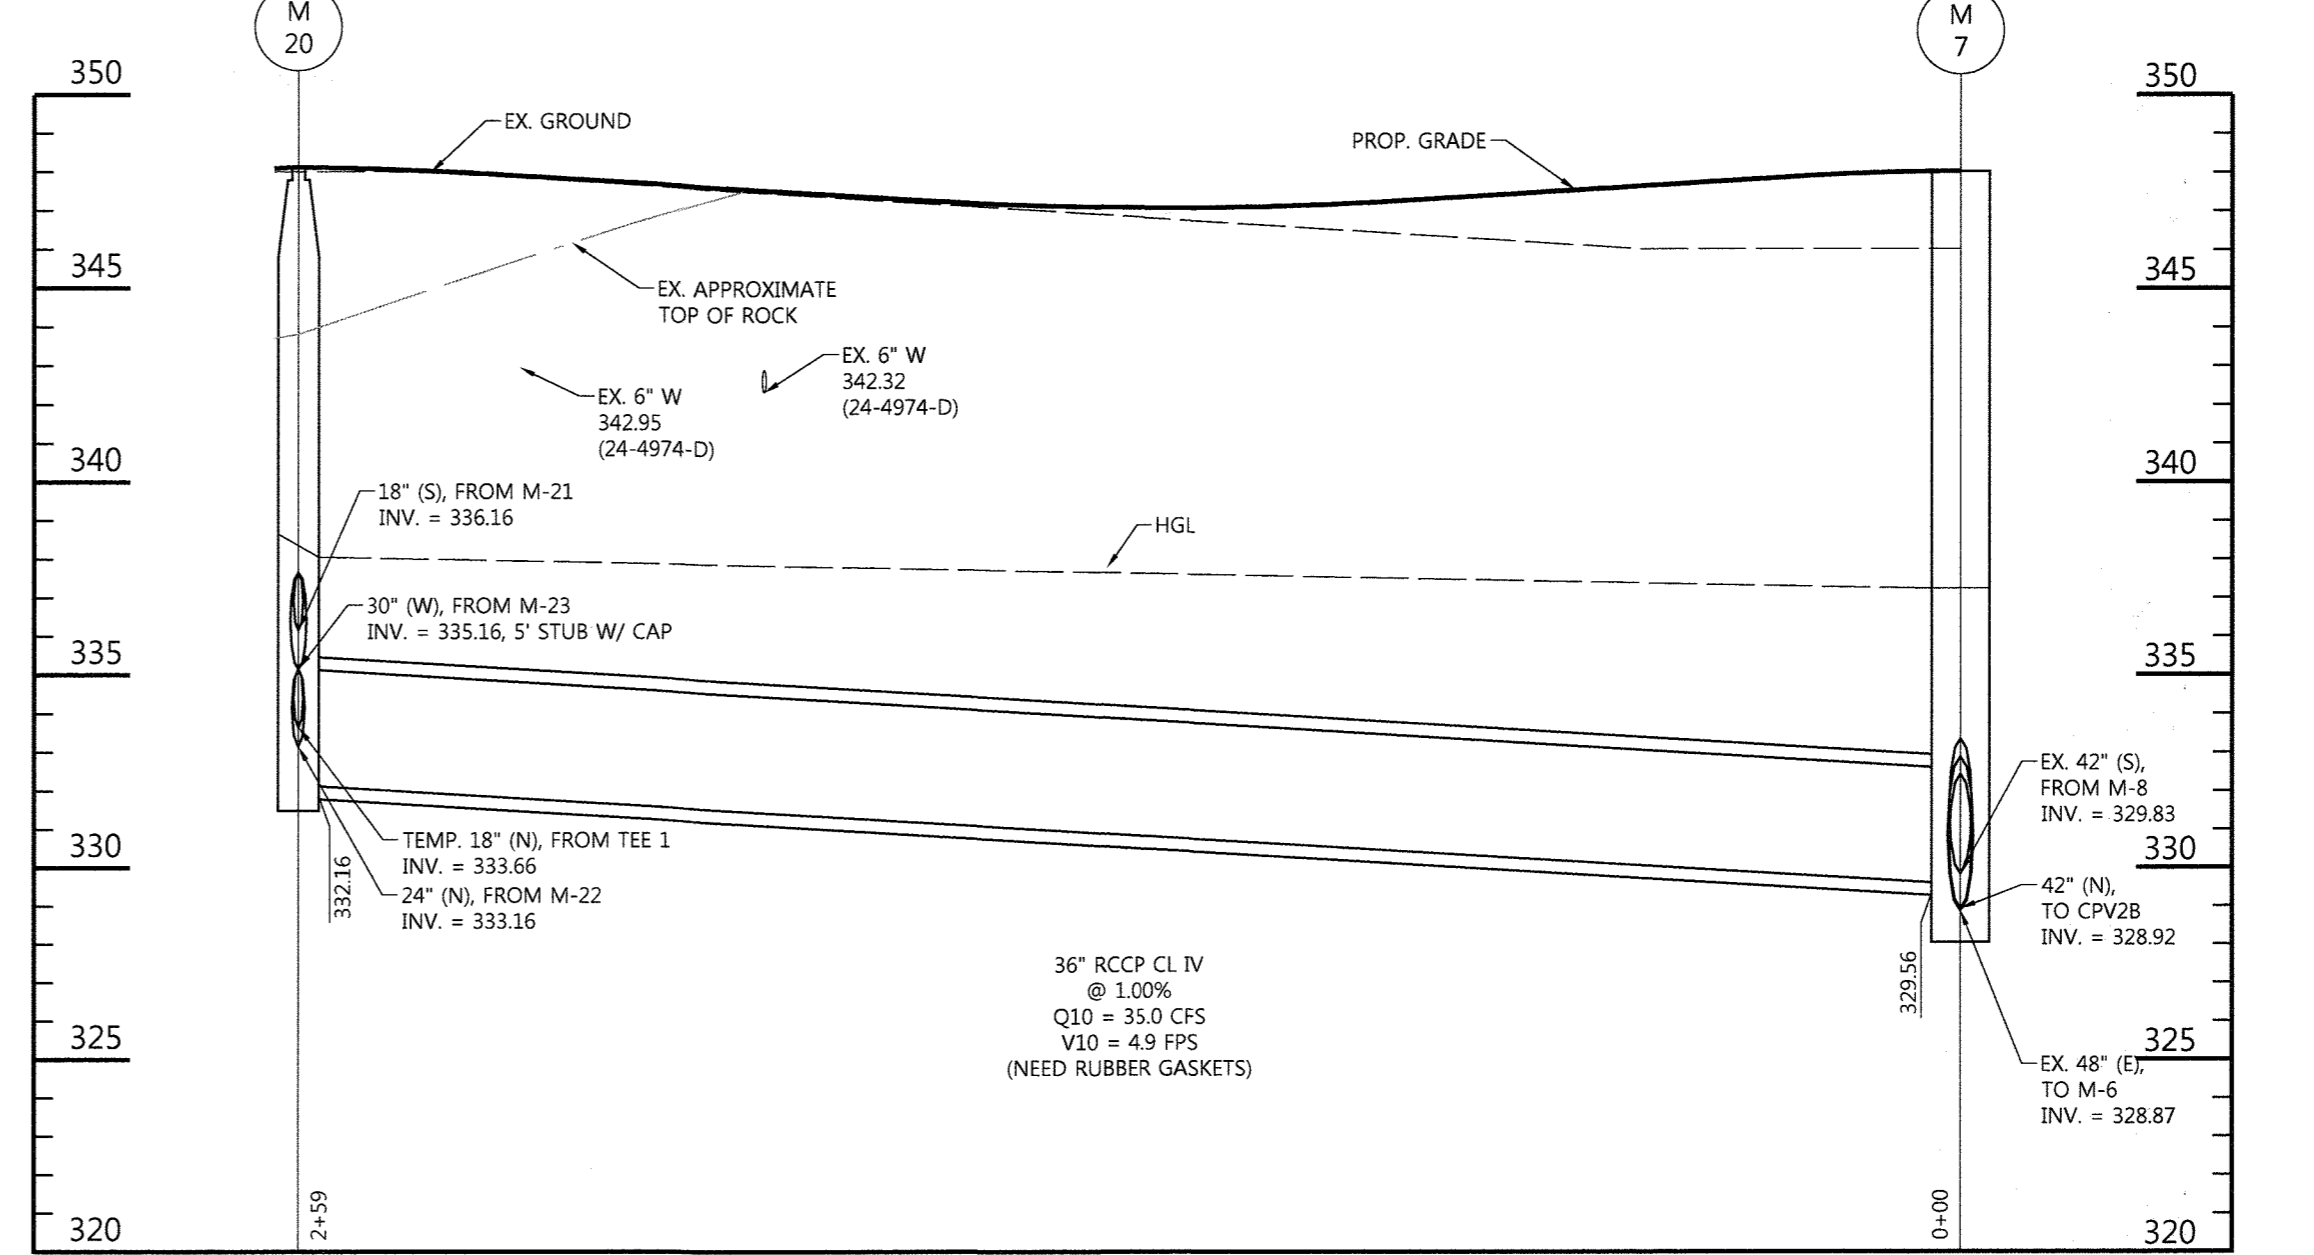 M
20
M
7
350
350
EX. GROUND
PROP. GRADE
345
345
EX. APPROXIMATE
TOP OF ROCK
EX. 6" W
342.32
(24-4974-D)
EX. 6" W
342.95
(24-4974-D)
340
340
18" (S), FROM M-21
INV. = 336.16
HGL
30" (W), FROM M-23
INV. = 335.16, 5' STUB W/ CAP
335
335
EX. 42" (S),
FROM M-8
INV. = 329.83
TEMP. 18" (N), FROM TEE 1
INV. = 333.66
330
330
332.16
24" (N), FROM M-22
INV. = 333.16
42" (N),
TO CPV2B
INV. = 328.92
329.56
36" RCCP CL IV
@ 1.00%
Q10 = 35.0 CFS
V10 = 4.9 FPS
(NEED RUBBER GASKETS)
325
325
EX. 48" (E),
TO M-6
INV. = 328.87
320
2+59
0+00
320